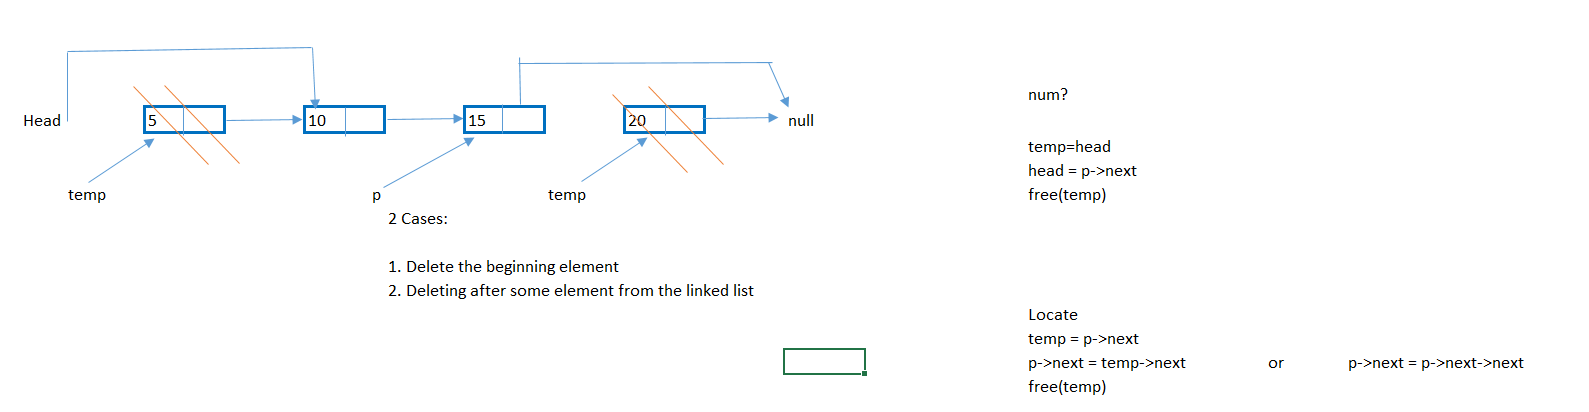 Head
5
10
15
20
null
temp
p
temp
2 Cases:
1. Delete the beginning element
2. Deleting after some element from the linked list
num?
temp=head
head = p->next
free(temp)
Locate
temp = p->next
p->next = temp->next or p->next = p->next->next
free(temp)